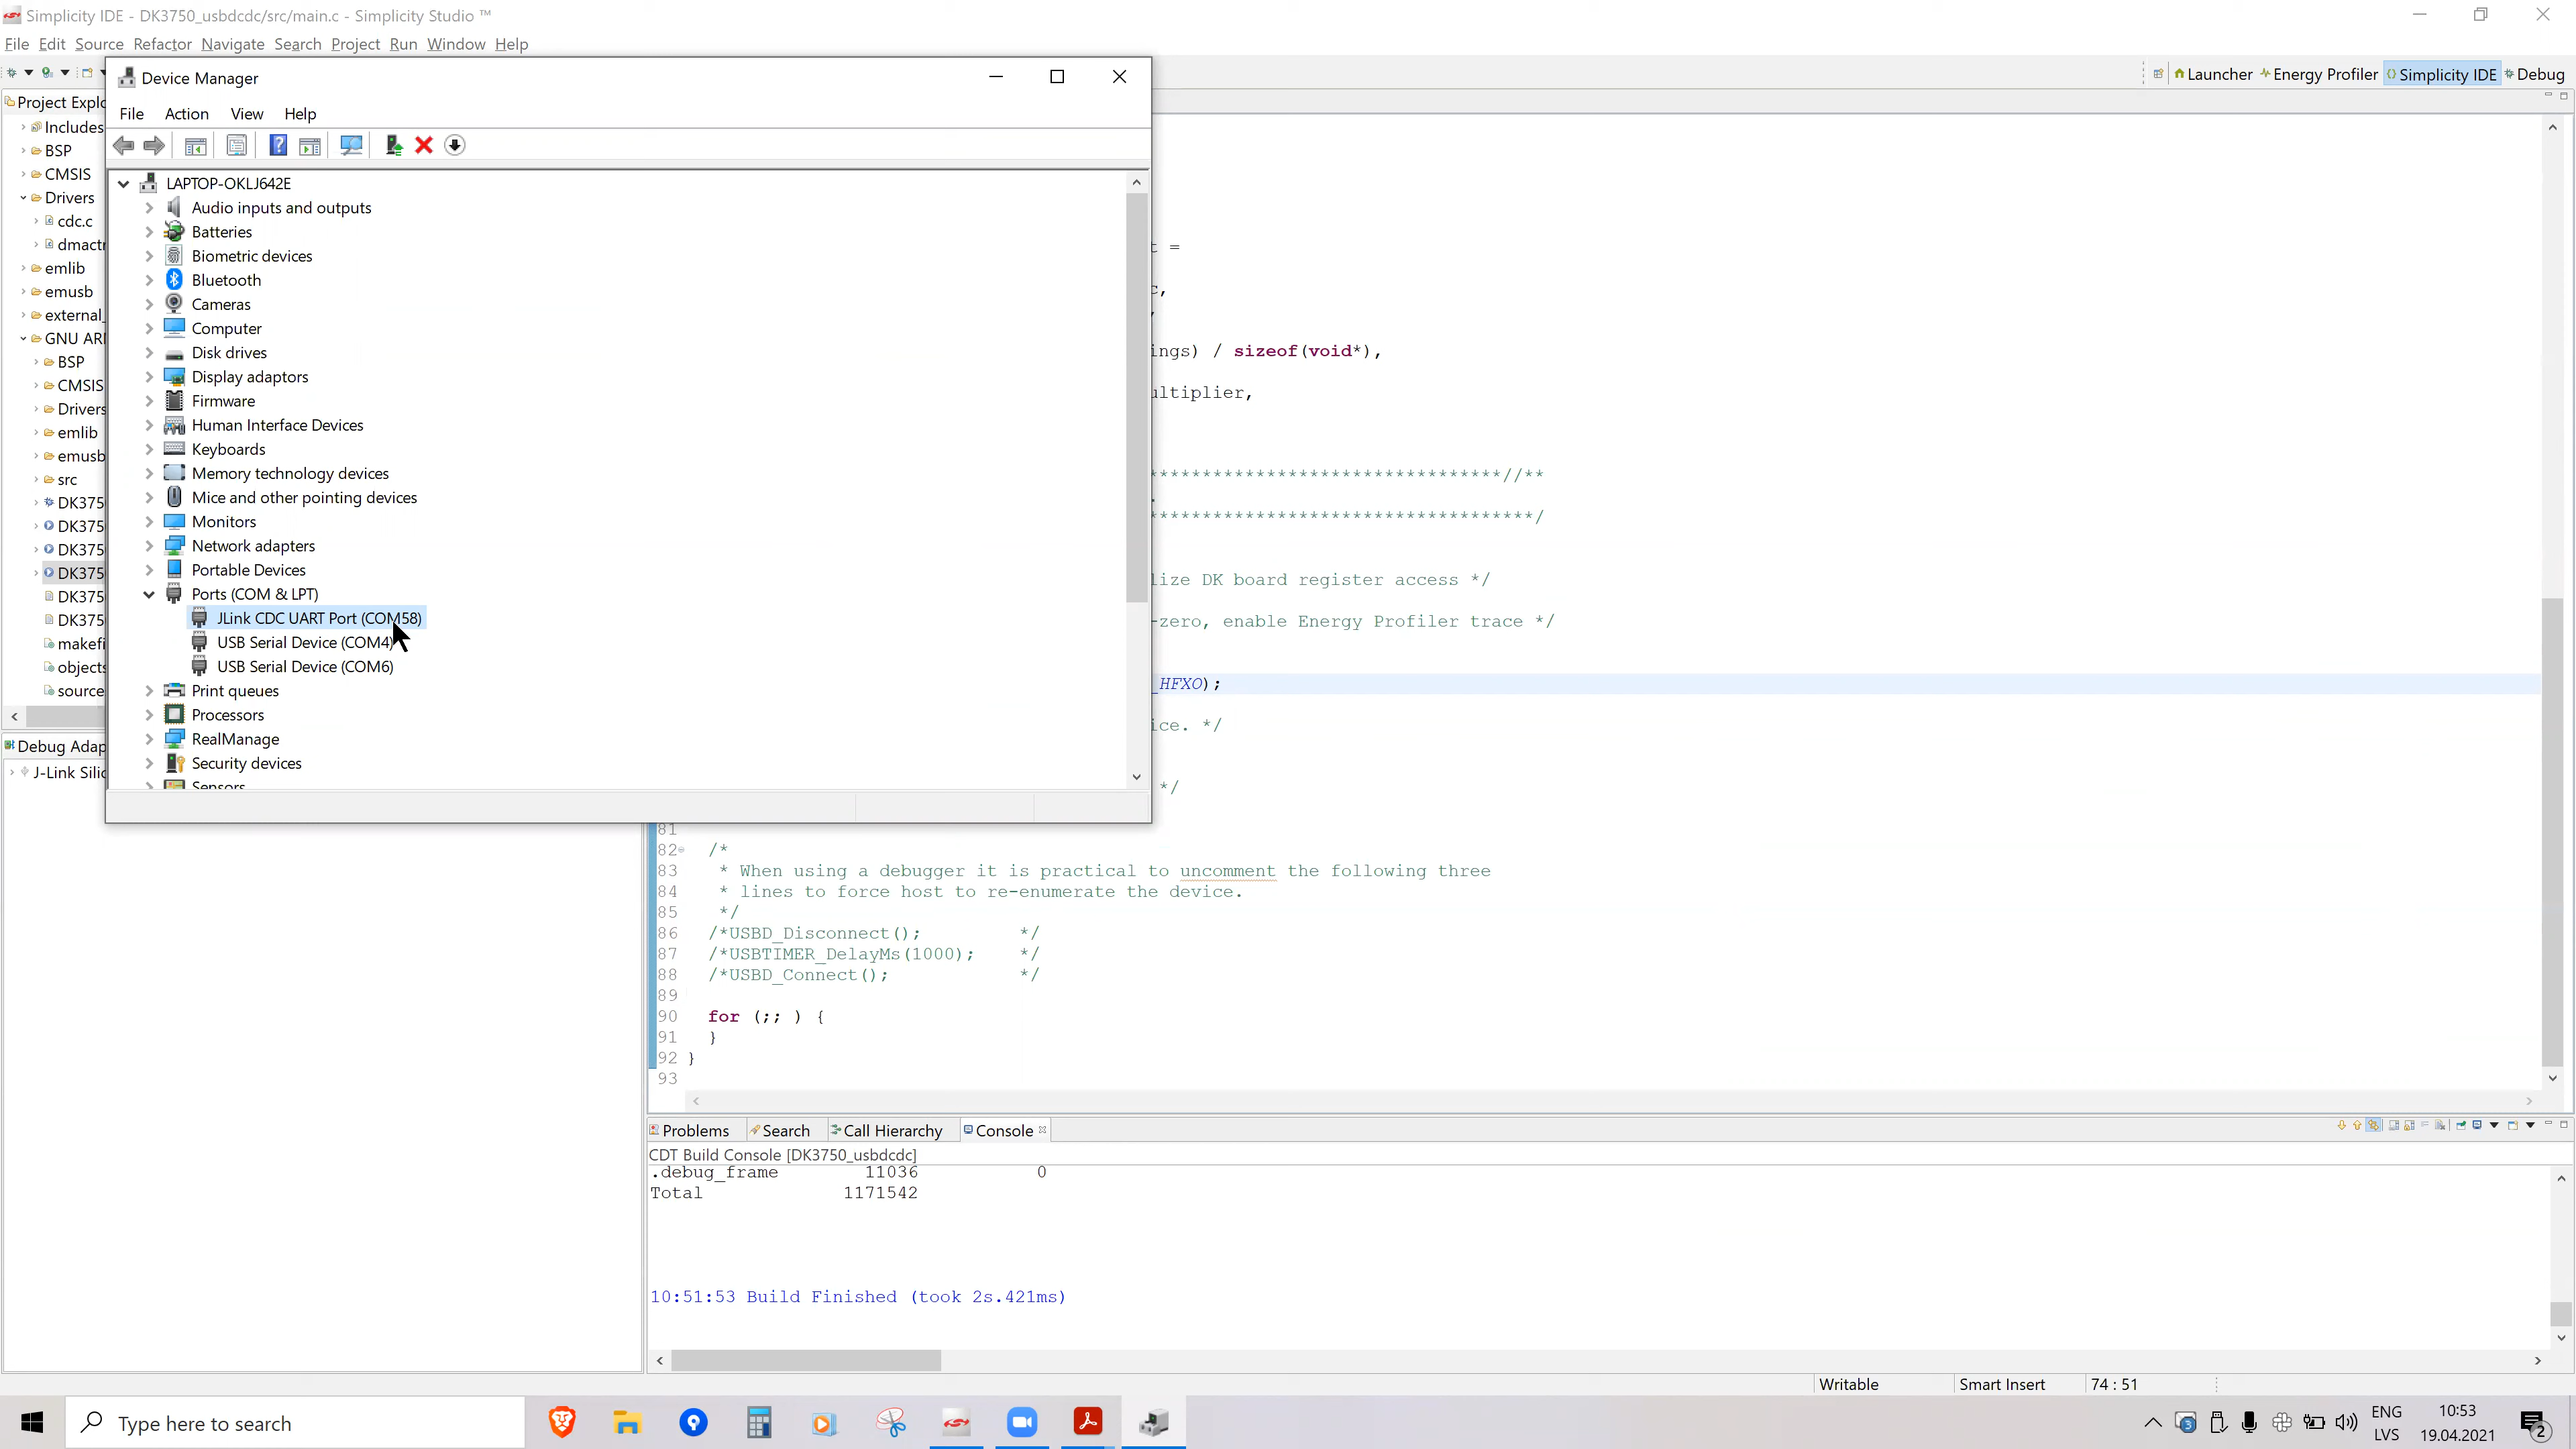 Simplicity IDE - DK3750_usbdcdc/src/main.c - Simplicity Studio ™
File Edit Source Refactor Navigate Search Project Run Window Help
Launcher Energy Profiler Simplicity IDE Debug
Device Manager
File Action View Help
LAPTOP-OKLJ642E
Audio inputs and outputs
Batteries
Biometric devices
Bluetooth
Cameras
Computer
Disk drives
Display adaptors
Firmware
Human Interface Devices
Keyboards
Memory technology devices
Mice and other pointing devices
Monitors
Network adapters
Portable Devices
Ports (COM & LPT)
JLink CDC UART Port (COM58)
USB Serial Device (COM4)
USB Serial Device (COM6)
Print queues
Processors
RealManage
Security devices
Sensors
Project Explo
Includes
BSP
CMSIS
Drivers
cdc.c
dmactr
emlib
emusb
external_
GNU AR
BSP
CMSIS
Drivers
emlib
emusb
src
DK375
DK375
DK375
DK375
DK375
DK375
makefi
objects
source
Debug Adap
J-Link Silic
t =
c,
ings) / sizeof(void*),
ultiplier,
*********************************//**
***********************************/
lize DK board register access */
-zero, enable Energy Profiler trace */
_HFXO);
ice. */
*/
81
82 /*
83 * When using a debugger it is practical to uncomment the following three
84 * lines to force host to re-enumerate the device.
85 */
86 /*USBD_Disconnect(); */
87 /*USBTIMER_DelayMs(1000); */
88 /*USBD_Connect(); */
89
90 for (;; ) {
91 }
92 }
93
Problems Search Call Hierarchy Console
CDT Build Console [DK3750_usbdcdc]
.debug_frame 11036 0
Total 1171542
10:51:53 Build Finished (took 2s.421ms)
Writable Smart Insert 74 : 51
Type here to search
3
ENG
LVS
10:53
19.04.2021
2